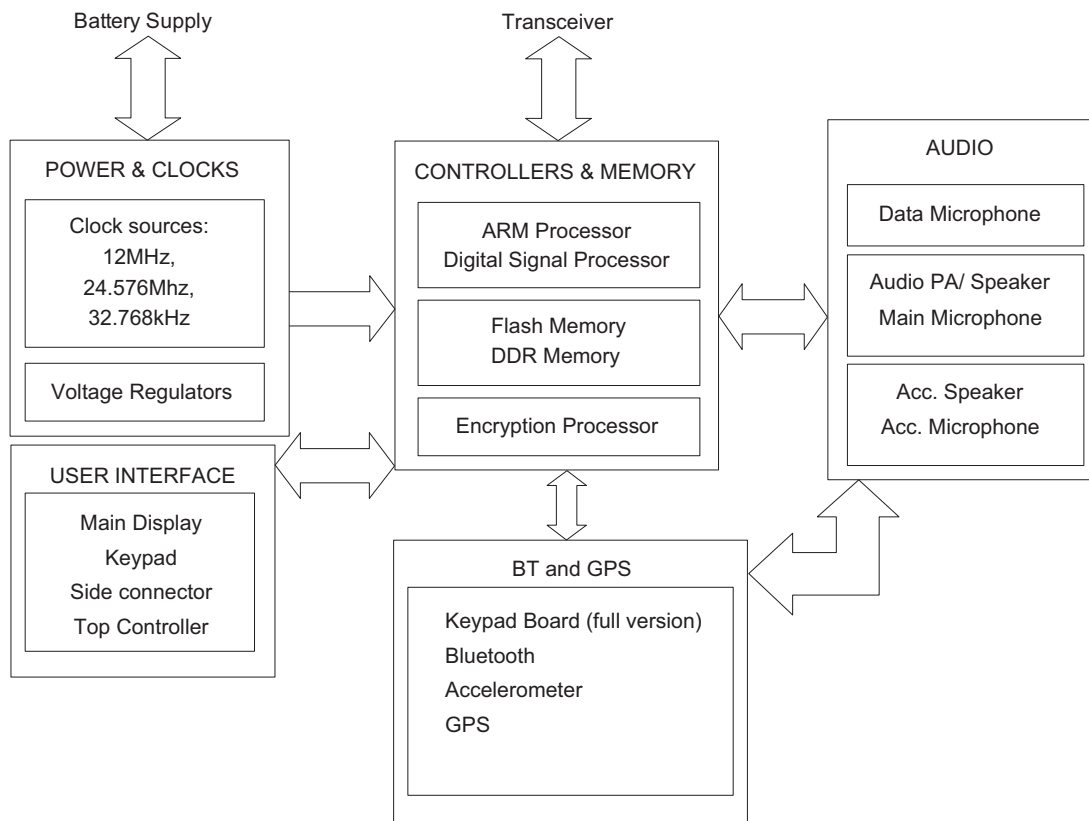 Battery Supply
Transceiver
POWER & CLOCKS
Clock sources:
12MHz,
24.576Mhz,
32.768kHz
Voltage Regulators
USER INTERFACE
Main Display
Keypad
Side connector
Top Controller
CONTROLLERS & MEMORY
ARM Processor
Digital Signal Processor
Flash Memory
DDR Memory
Encryption Processor
BT and GPS
Keypad Board (full version)
Bluetooth
Accelerometer
GPS
AUDIO
Data Microphone
Audio PA/ Speaker
Main Microphone
Acc. Speaker
Acc. Microphone